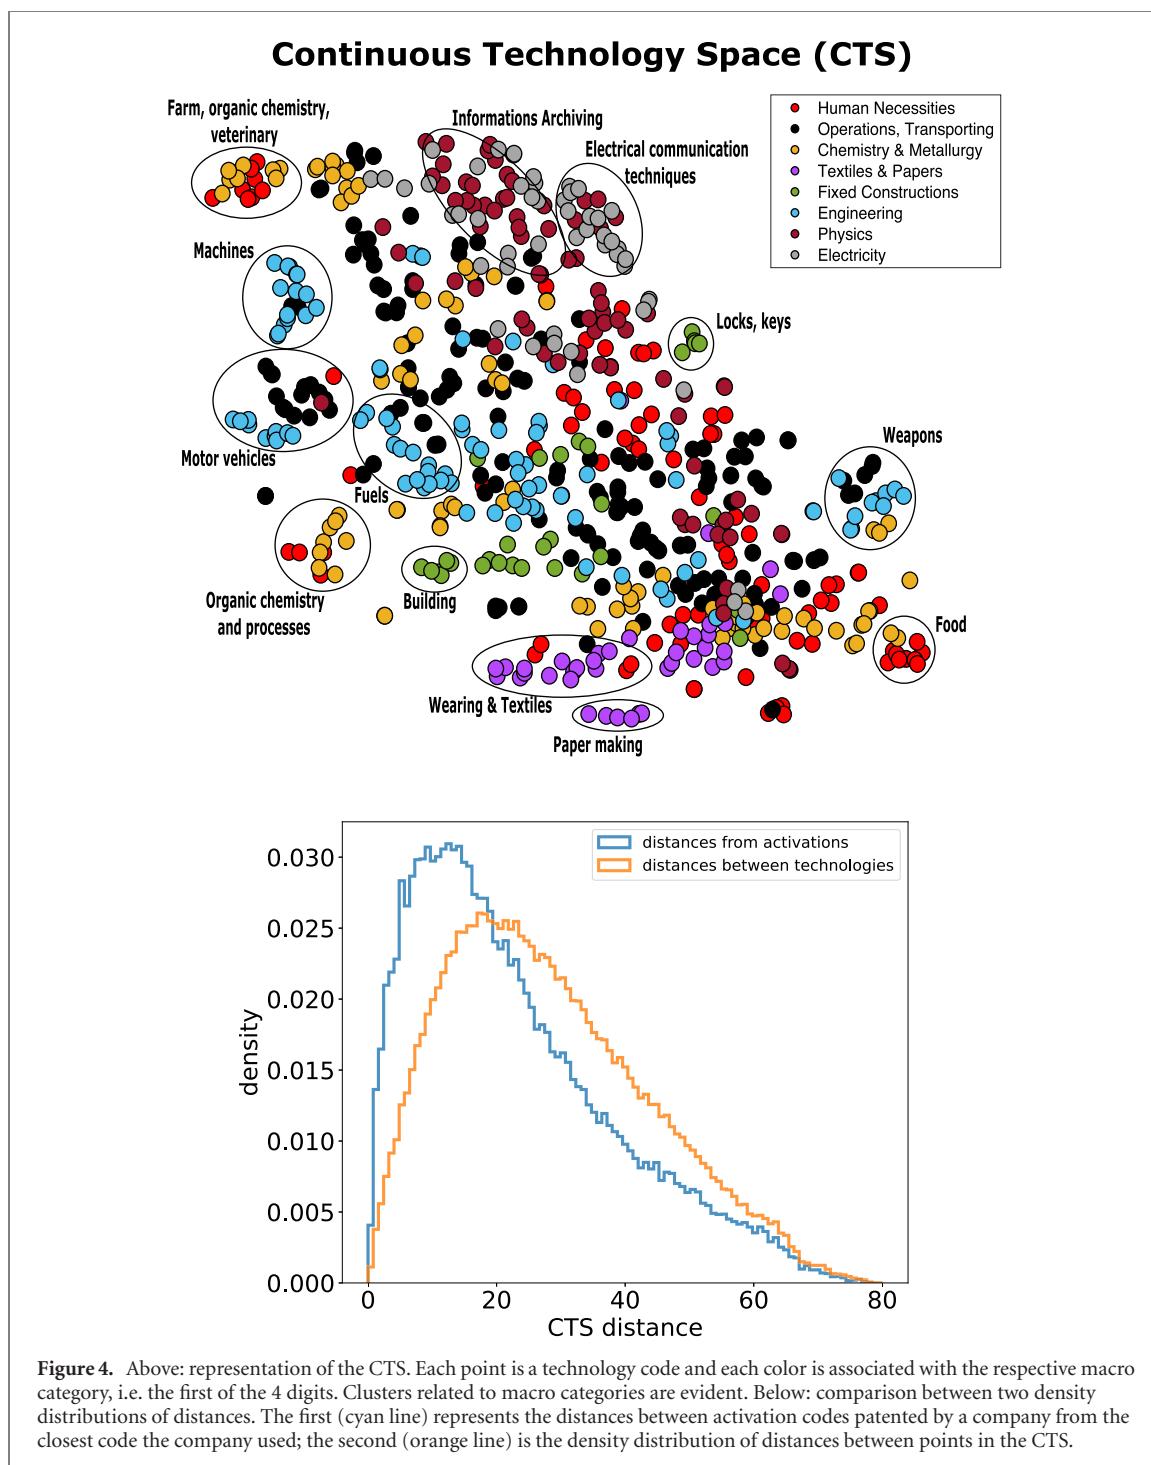 Continuous Technology Space (CTS)
Farm, organic chemistry,
veterinary
Informations Archiving
Electrical communication
techniques
Human Necessities
Operations, Transporting
Chemistry & Metallurgy
Textiles & Papers
Fixed Constructions
Engineering
Physics
Electricity
Machines
Locks, keys
Motor vehicles
Weapons
Fuels
Organic chemistry
and processes
Building
Food
Wearing & Textiles
Paper making
distances from activations
distances between technologies
0.030
0.025
0.020
0.015
0.010
0.005
0.000
density
0 20 40 60 80
CTS distance
Figure 4. Above: representation of the CTS. Each point is a technology code and each color is associated with the respective macro
category, i.e. the first of the 4 digits. Clusters related to macro categories are evident. Below: comparison between two density
distributions of distances. The first (cyan line) represents the distances between activation codes patented by a company from the
closest code the company used; the second (orange line) is the density distribution of distances between points in the CTS.